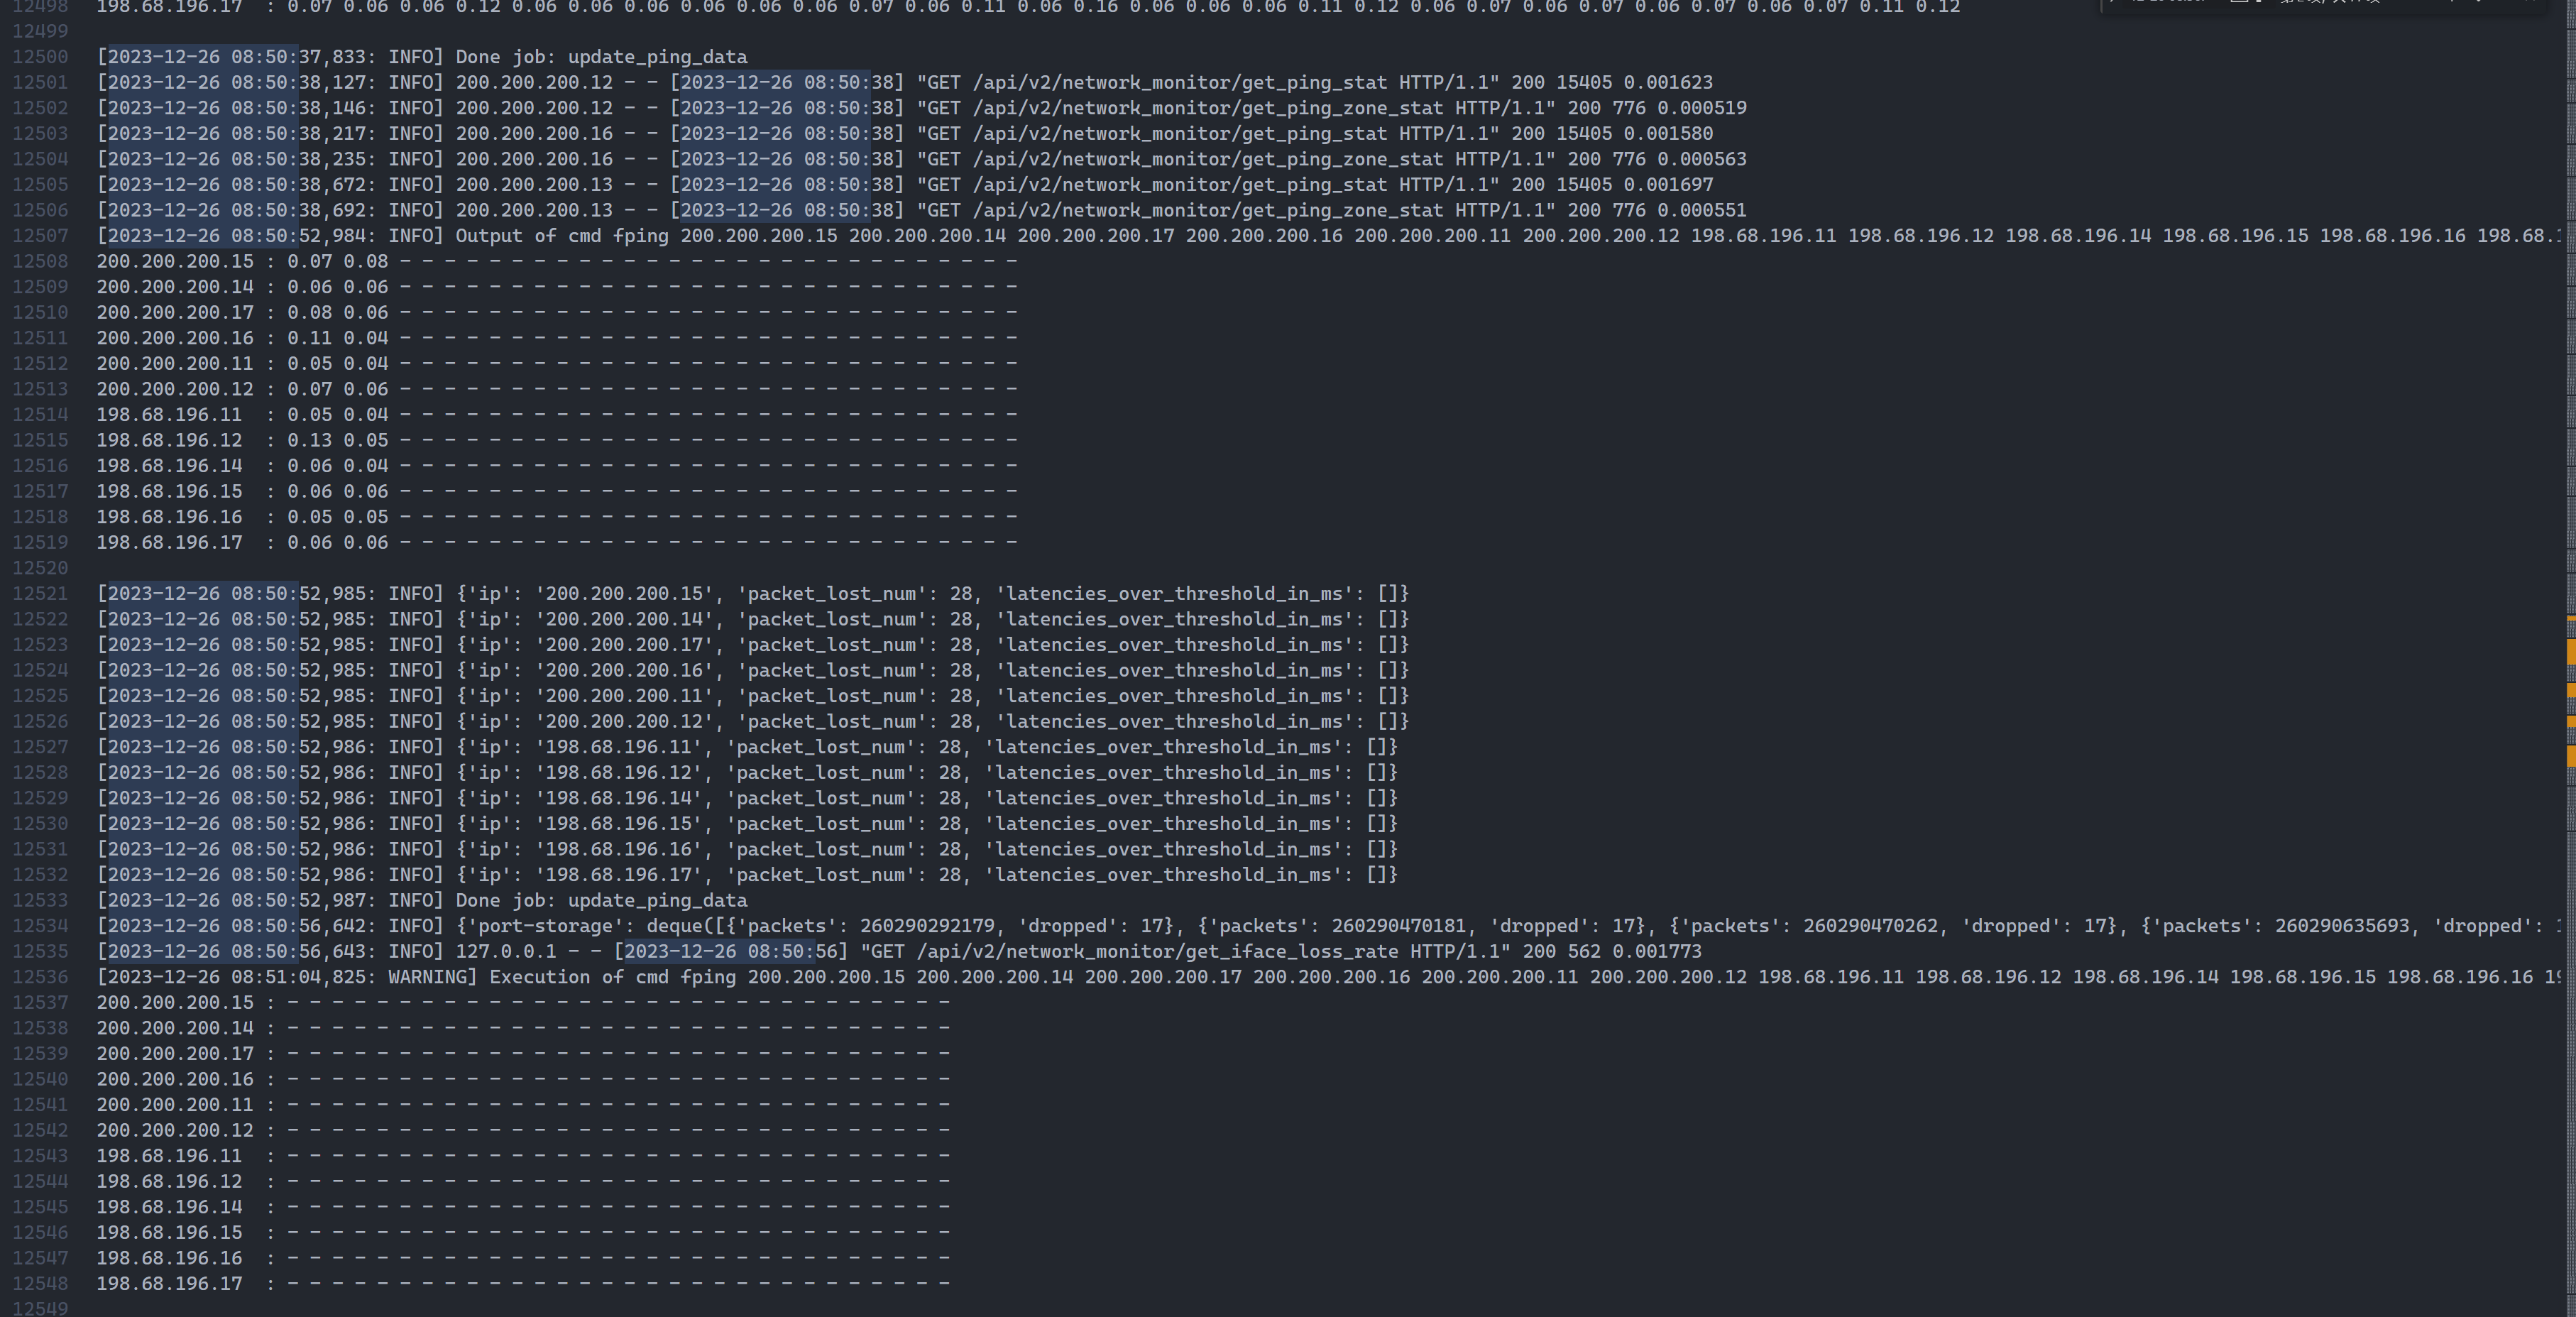 12498 198.68.196.17  : 0.07 0.06 0.06 0.12 0.06 0.06 0.06 0.06 0.06 0.06 0.07 0.06 0.11 0.06 0.16 0.06 0.06 0.06 0.11 0.12 0.06 0.07 0.06 0.07 0.06 0.07 0.06 0.07 0.11 0.12
12499
12500 [2023-12-26 08:50:37,833: INFO] Done job: update_ping_data
12501 [2023-12-26 08:50:38,127: INFO] 200.200.200.12 - - [2023-12-26 08:50:38] "GET /api/v2/network_monitor/get_ping_stat HTTP/1.1" 200 15405 0.001623
12502 [2023-12-26 08:50:38,146: INFO] 200.200.200.12 - - [2023-12-26 08:50:38] "GET /api/v2/network_monitor/get_ping_zone_stat HTTP/1.1" 200 776 0.000519
12503 [2023-12-26 08:50:38,217: INFO] 200.200.200.16 - - [2023-12-26 08:50:38] "GET /api/v2/network_monitor/get_ping_stat HTTP/1.1" 200 15405 0.001580
12504 [2023-12-26 08:50:38,235: INFO] 200.200.200.16 - - [2023-12-26 08:50:38] "GET /api/v2/network_monitor/get_ping_zone_stat HTTP/1.1" 200 776 0.000563
12505 [2023-12-26 08:50:38,672: INFO] 200.200.200.13 - - [2023-12-26 08:50:38] "GET /api/v2/network_monitor/get_ping_stat HTTP/1.1" 200 15405 0.001697
12506 [2023-12-26 08:50:38,692: INFO] 200.200.200.13 - - [2023-12-26 08:50:38] "GET /api/v2/network_monitor/get_ping_zone_stat HTTP/1.1" 200 776 0.000551
12507 [2023-12-26 08:50:52,984: INFO] Output of cmd fping 200.200.200.15 200.200.200.14 200.200.200.17 200.200.200.16 200.200.200.11 200.200.200.12 198.68.196.11 198.68.196.12 198.68.196.14 198.68.196.15 198.68.196.16 198.68.
12508 200.200.200.15 : 0.07 0.08 - - - - - - - - - - - - - - - - - - - - - - - - - - - -
12509 200.200.200.14 : 0.06 0.06 - - - - - - - - - - - - - - - - - - - - - - - - - - - -
12510 200.200.200.17 : 0.08 0.06 - - - - - - - - - - - - - - - - - - - - - - - - - - - -
12511 200.200.200.16 : 0.11 0.04 - - - - - - - - - - - - - - - - - - - - - - - - - - - -
12512 200.200.200.11 : 0.05 0.04 - - - - - - - - - - - - - - - - - - - - - - - - - - - -
12513 200.200.200.12 : 0.07 0.06 - - - - - - - - - - - - - - - - - - - - - - - - - - - -
12514 198.68.196.11  : 0.05 0.04 - - - - - - - - - - - - - - - - - - - - - - - - - - - -
12515 198.68.196.12  : 0.13 0.05 - - - - - - - - - - - - - - - - - - - - - - - - - - - -
12516 198.68.196.14  : 0.06 0.04 - - - - - - - - - - - - - - - - - - - - - - - - - - - -
12517 198.68.196.15  : 0.06 0.06 - - - - - - - - - - - - - - - - - - - - - - - - - - - -
12518 198.68.196.16  : 0.05 0.05 - - - - - - - - - - - - - - - - - - - - - - - - - - - -
12519 198.68.196.17  : 0.06 0.06 - - - - - - - - - - - - - - - - - - - - - - - - - - - -
12520
12521 [2023-12-26 08:50:52,985: INFO] {'ip': '200.200.200.15', 'packet_lost_num': 28, 'latencies_over_threshold_in_ms': []}
12522 [2023-12-26 08:50:52,985: INFO] {'ip': '200.200.200.14', 'packet_lost_num': 28, 'latencies_over_threshold_in_ms': []}
12523 [2023-12-26 08:50:52,985: INFO] {'ip': '200.200.200.17', 'packet_lost_num': 28, 'latencies_over_threshold_in_ms': []}
12524 [2023-12-26 08:50:52,985: INFO] {'ip': '200.200.200.16', 'packet_lost_num': 28, 'latencies_over_threshold_in_ms': []}
12525 [2023-12-26 08:50:52,985: INFO] {'ip': '200.200.200.11', 'packet_lost_num': 28, 'latencies_over_threshold_in_ms': []}
12526 [2023-12-26 08:50:52,985: INFO] {'ip': '200.200.200.12', 'packet_lost_num': 28, 'latencies_over_threshold_in_ms': []}
12527 [2023-12-26 08:50:52,986: INFO] {'ip': '198.68.196.11', 'packet_lost_num': 28, 'latencies_over_threshold_in_ms': []}
12528 [2023-12-26 08:50:52,986: INFO] {'ip': '198.68.196.12', 'packet_lost_num': 28, 'latencies_over_threshold_in_ms': []}
12529 [2023-12-26 08:50:52,986: INFO] {'ip': '198.68.196.14', 'packet_lost_num': 28, 'latencies_over_threshold_in_ms': []}
12530 [2023-12-26 08:50:52,986: INFO] {'ip': '198.68.196.15', 'packet_lost_num': 28, 'latencies_over_threshold_in_ms': []}
12531 [2023-12-26 08:50:52,986: INFO] {'ip': '198.68.196.16', 'packet_lost_num': 28, 'latencies_over_threshold_in_ms': []}
12532 [2023-12-26 08:50:52,986: INFO] {'ip': '198.68.196.17', 'packet_lost_num': 28, 'latencies_over_threshold_in_ms': []}
12533 [2023-12-26 08:50:52,987: INFO] Done job: update_ping_data
12534 [2023-12-26 08:50:56,642: INFO] {'port-storage': deque([{'packets': 260290292179, 'dropped': 17}, {'packets': 260290470181, 'dropped': 17}, {'packets': 260290470262, 'dropped': 17}, {'packets': 260290635693, 'dropped':
12535 [2023-12-26 08:50:56,643: INFO] 127.0.0.1 - - [2023-12-26 08:50:56] "GET /api/v2/network_monitor/get_iface_loss_rate HTTP/1.1" 200 562 0.001773
12536 [2023-12-26 08:51:04,825: WARNING] Execution of cmd fping 200.200.200.15 200.200.200.14 200.200.200.17 200.200.200.16 200.200.200.11 200.200.200.12 198.68.196.11 198.68.196.12 198.68.196.14 198.68.196.15 198.68.196.16
12537 200.200.200.15 : - - - - - - - - - - - - - - - - - - - - - - - - - - - - - -
12538 200.200.200.14 : - - - - - - - - - - - - - - - - - - - - - - - - - - - - - -
12539 200.200.200.17 : - - - - - - - - - - - - - - - - - - - - - - - - - - - - - -
12540 200.200.200.16 : - - - - - - - - - - - - - - - - - - - - - - - - - - - - - -
12541 200.200.200.11 : - - - - - - - - - - - - - - - - - - - - - - - - - - - - - -
12542 200.200.200.12 : - - - - - - - - - - - - - - - - - - - - - - - - - - - - - -
12543 198.68.196.11  : - - - - - - - - - - - - - - - - - - - - - - - - - - - - - -
12544 198.68.196.12  : - - - - - - - - - - - - - - - - - - - - - - - - - - - - - -
12545 198.68.196.14  : - - - - - - - - - - - - - - - - - - - - - - - - - - - - - -
12546 198.68.196.15  : - - - - - - - - - - - - - - - - - - - - - - - - - - - - - -
12547 198.68.196.16  : - - - - - - - - - - - - - - - - - - - - - - - - - - - - - -
12548 198.68.196.17  : - - - - - - - - - - - - - - - - - - - - - - - - - - - - - -
12549